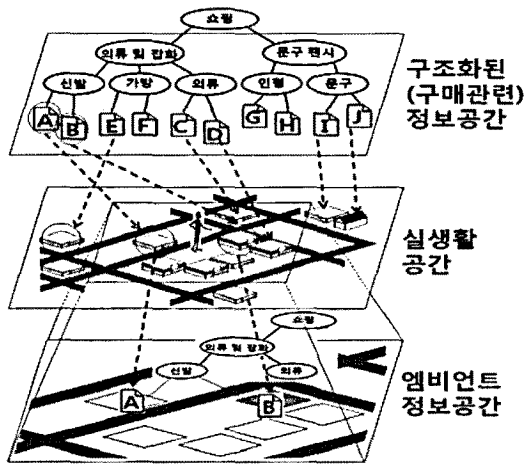 쇼핑
의류 및 잡화
문구 팬시
신발
가방
의류
인형
문구
A
B
E
F
C
D
G
H
I
J
구조화된
(구매관련)
정보공간
실생활
공간
쇼핑
의류 및 잡화
신발
의류
A
B
엠비언트
정보공간